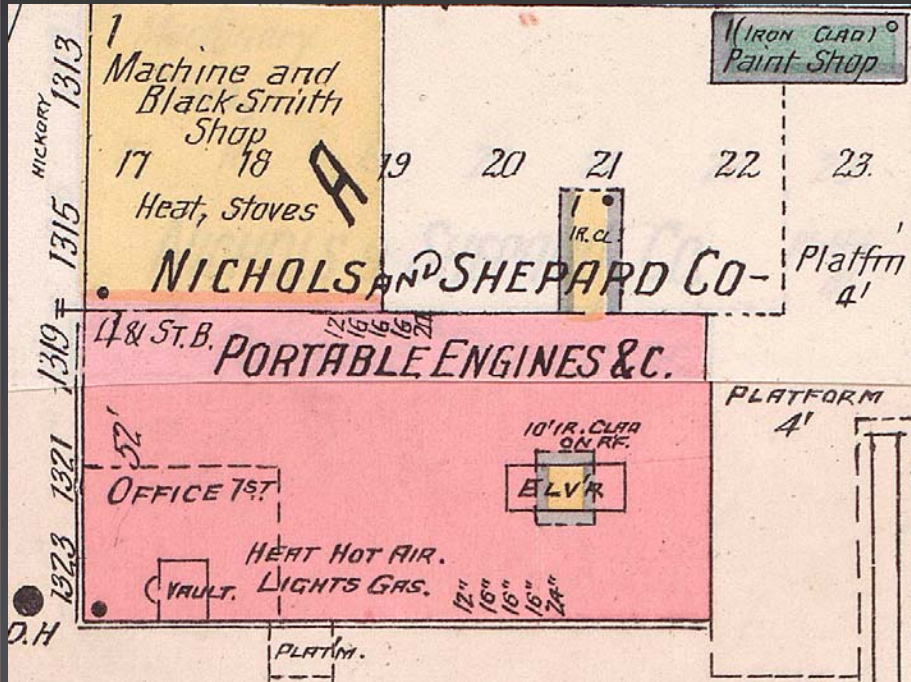 1
Machine and
BlackSmith
Shop
17 18 19 20 21 22 23.
Heat, Stoves
A
1(IRON CLAD)
Paint Shop
HICKORY
1313
1315
1319
1321
1323
1
IR. CL.
NICHOLS AND SHEPARD CO-
Platfm
4'
4 & ST. B.
12 16 16 16 24
PORTABLE ENGINES & C.
PLATFORM
4'
52'
10' IR. CLAD
ON RF.
ELV'R
OFFICE 1ST
HEAT HOT AIR.
LIGHTS GAS.
VAULT.
12" 16" 16" 16" 24"
D.H
PLAT'M.